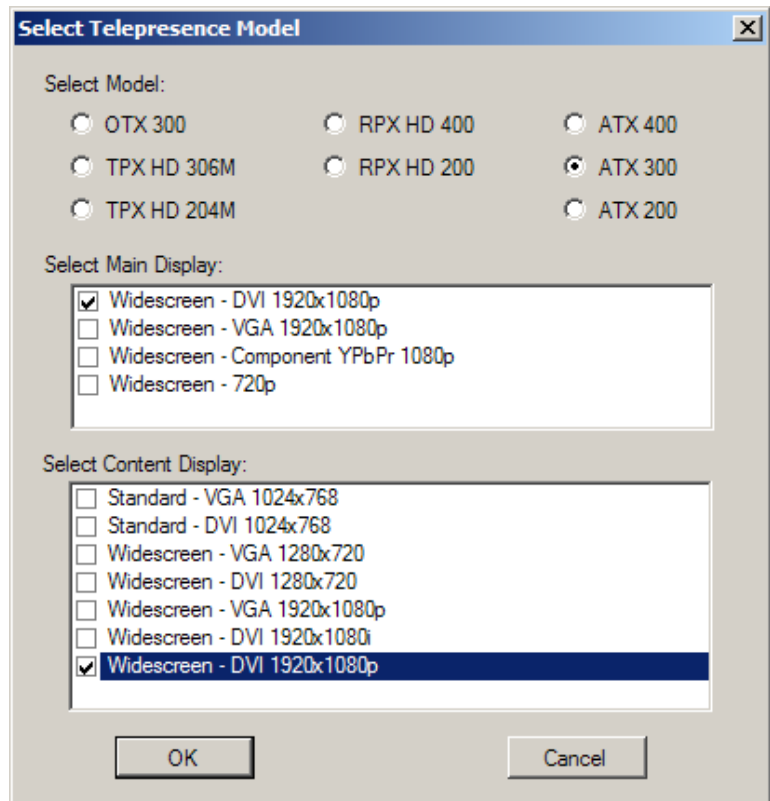 Select Telepresence Model
Select Model:
OTX 300 RPX HD 400 ATX 400
TPX HD 306M RPX HD 200 ATX 300
TPX HD 204M ATX 200
Select Main Display:
Widescreen - DVI 1920x1080p
Widescreen - VGA 1920x1080p
Widescreen - Component YPbPr 1080p
Widescreen - 720p
Select Content Display:
Standard - VGA 1024x768
Standard - DVI 1024x768
Widescreen - VGA 1280x720
Widescreen - DVI 1280x720
Widescreen - VGA 1920x1080p
Widescreen - DVI 1920x1080i
Widescreen - DVI 1920x1080p
OK Cancel